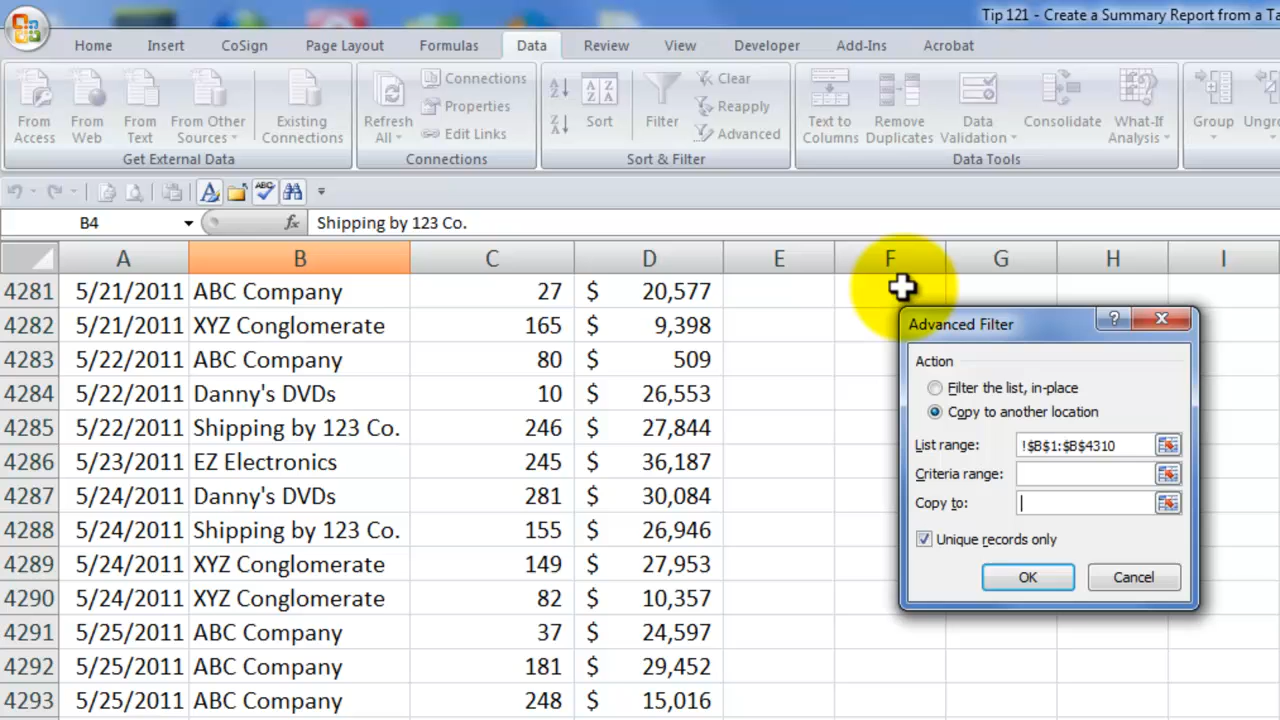 Tip 121 - Create a Summary Report from a Ta
Home Insert CoSign Page Layout Formulas Data Review View Developer Add-Ins Acrobat
From Access
From Web
From Text
From Other Sources
Existing Connections
Get External Data
Refresh All
Connections
Properties
Edit Links
Connections
Sort
Filter
Clear
Reapply
Advanced
Sort & Filter
Text to Columns
Remove Duplicates
Data Validation
Consolidate
What-If Analysis
Data Tools
Group
Ungro
B4 fx Shipping by 123 Co.
A B C D E F G H I
4281 5/21/2011 ABC Company 27 $ 20,577
4282 5/21/2011 XYZ Conglomerate 165 $ 9,398
4283 5/22/2011 ABC Company 80 $ 509
4284 5/22/2011 Danny's DVDs 10 $ 26,553
4285 5/22/2011 Shipping by 123 Co. 246 $ 27,844
4286 5/23/2011 EZ Electronics 245 $ 36,187
4287 5/24/2011 Danny's DVDs 281 $ 30,084
4288 5/24/2011 Shipping by 123 Co. 155 $ 26,946
4289 5/24/2011 XYZ Conglomerate 149 $ 27,953
4290 5/24/2011 XYZ Conglomerate 82 $ 10,357
4291 5/25/2011 ABC Company 37 $ 24,597
4292 5/25/2011 ABC Company 181 $ 29,452
4293 5/25/2011 ABC Company 248 $ 15,016
Advanced Filter
Action
Filter the list, in-place
Copy to another location
List range: !$B$1:$B$4310
Criteria range:
Copy to:
Unique records only
OK Cancel